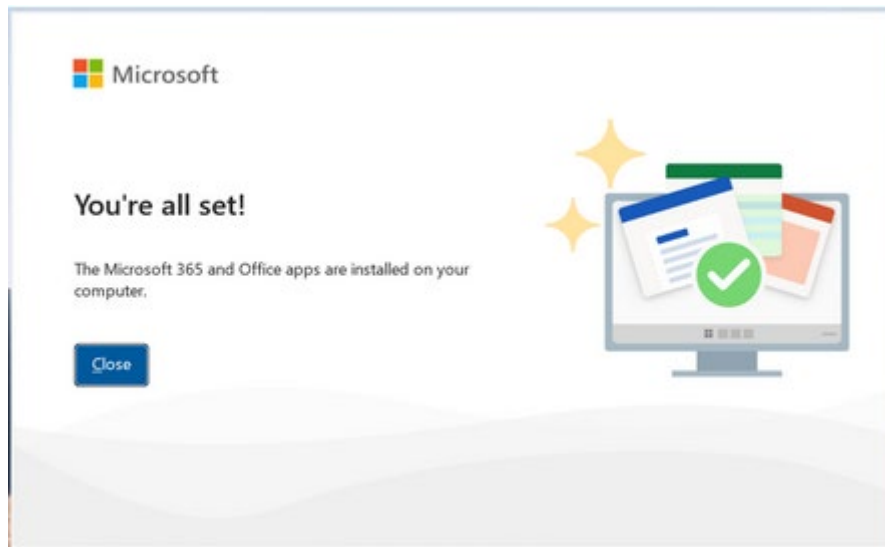 Microsoft
You're all set!
The Microsoft 365 and Office apps are installed on your
computer.
Close